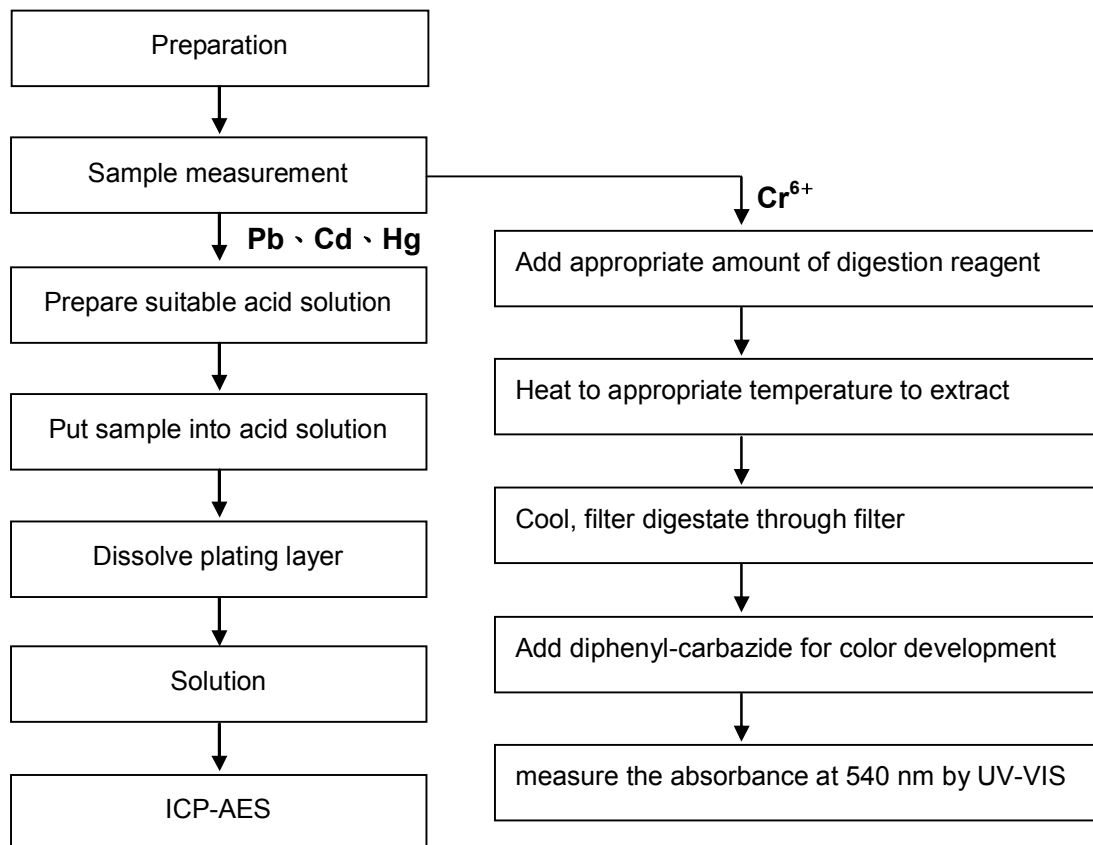 Preparation
Sample measurement
Pb、Cd、Hg
Prepare suitable acid solution
Put sample into acid solution
Dissolve plating layer
Solution
ICP-AES
Cr⁶⁺
Add appropriate amount of digestion reagent
Heat to appropriate temperature to extract
Cool, filter digestate through filter
Add diphenyl-carbazide for color development
measure the absorbance at 540 nm by UV-VIS